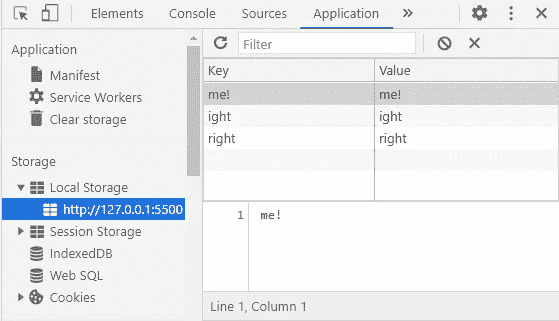 Elements Console Sources Application »
Application
Manifest
Service Workers
Clear storage
Storage
Local Storage
http://127.0.0.1:5500
Session Storage
IndexedDB
Web SQL
Cookies
Filter
Key Value
me! me!
ight ight
right right
1 me!
Line 1, Column 1